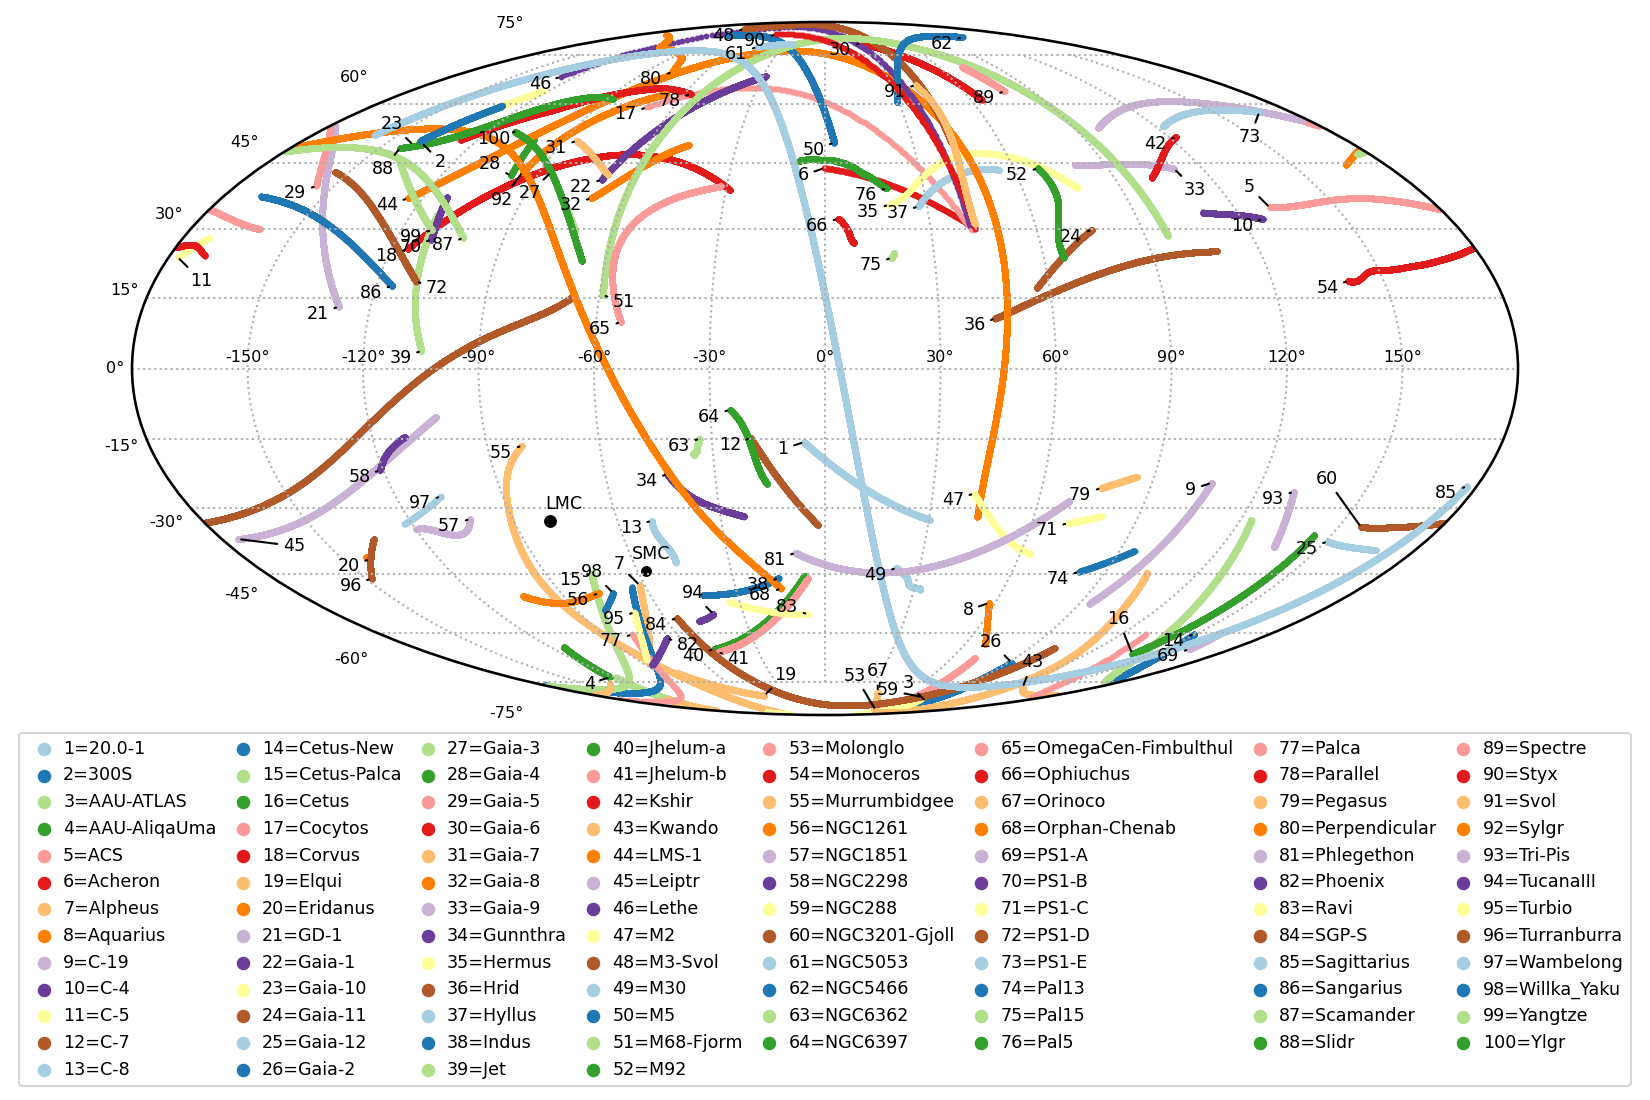 75°
60°
45°
30°
15°
0°
-15°
-30°
-45°
-60°
-75°
-150° -120° -90° -60° -30° 0° 30° 60° 90° 120° 150°
48 90 30 62
61
46 80 91
17 78 89
23 100 31 50 42 73
88 2 28 6 52 33
29 44 92 27 22 32 76 35 37 5 10
99 70 87 18 66 24
11 86 72 75 54
21 51 65 36
39
64
63 12 1
55 58 34 47 79 9 93 60 85
97 57 LMC 13 71 25
45 SMC 81 49 74
20 98 7
96 15 56 94 38 68 83 8 16
95 84 77 82 40 41 26 14 69
4 19 53 67 59 3 43
1=20.0-1
2=300S
3=AAU-ATLAS
4=AAU-AliqaUma
5=ACS
6=Acheron
7=Alpheus
8=Aquarius
9=C-19
10=C-4
11=C-5
12=C-7
13=C-8
14=Cetus-New
15=Cetus-Palca
16=Cetus
17=Cocytos
18=Corvus
19=Elqui
20=Eridanus
21=GD-1
22=Gaia-1
23=Gaia-10
24=Gaia-11
25=Gaia-12
26=Gaia-2
27=Gaia-3
28=Gaia-4
29=Gaia-5
30=Gaia-6
31=Gaia-7
32=Gaia-8
33=Gaia-9
34=Gunnthra
35=Hermus
36=Hrid
37=Hyllus
38=Indus
39=Jet
40=Jhelum-a
41=Jhelum-b
42=Kshir
43=Kwando
44=LMS-1
45=Leiptr
46=Lethe
47=M2
48=M3-Svol
49=M30
50=M5
51=M68-Fjorm
52=M92
53=Molonglo
54=Monoceros
55=Murrumbidgee
56=NGC1261
57=NGC1851
58=NGC2298
59=NGC288
60=NGC3201-Gjoll
61=NGC5053
62=NGC5466
63=NGC6362
64=NGC6397
65=OmegaCen-Fimbulthul
66=Ophiuchus
67=Orinoco
68=Orphan-Chenab
69=PS1-A
70=PS1-B
71=PS1-C
72=PS1-D
73=PS1-E
74=Pal13
75=Pal15
76=Pal5
77=Palca
78=Parallel
79=Pegasus
80=Perpendicular
81=Phlegethon
82=Phoenix
83=Ravi
84=SGP-S
85=Sagittarius
86=Sangarius
87=Scamander
88=Slidr
89=Spectre
90=Styx
91=Svol
92=Sylgr
93=Tri-Pis
94=TucanaIII
95=Turbio
96=Turranburra
97=Wambelong
98=Willka_Yaku
99=Yangtze
100=Ylgr